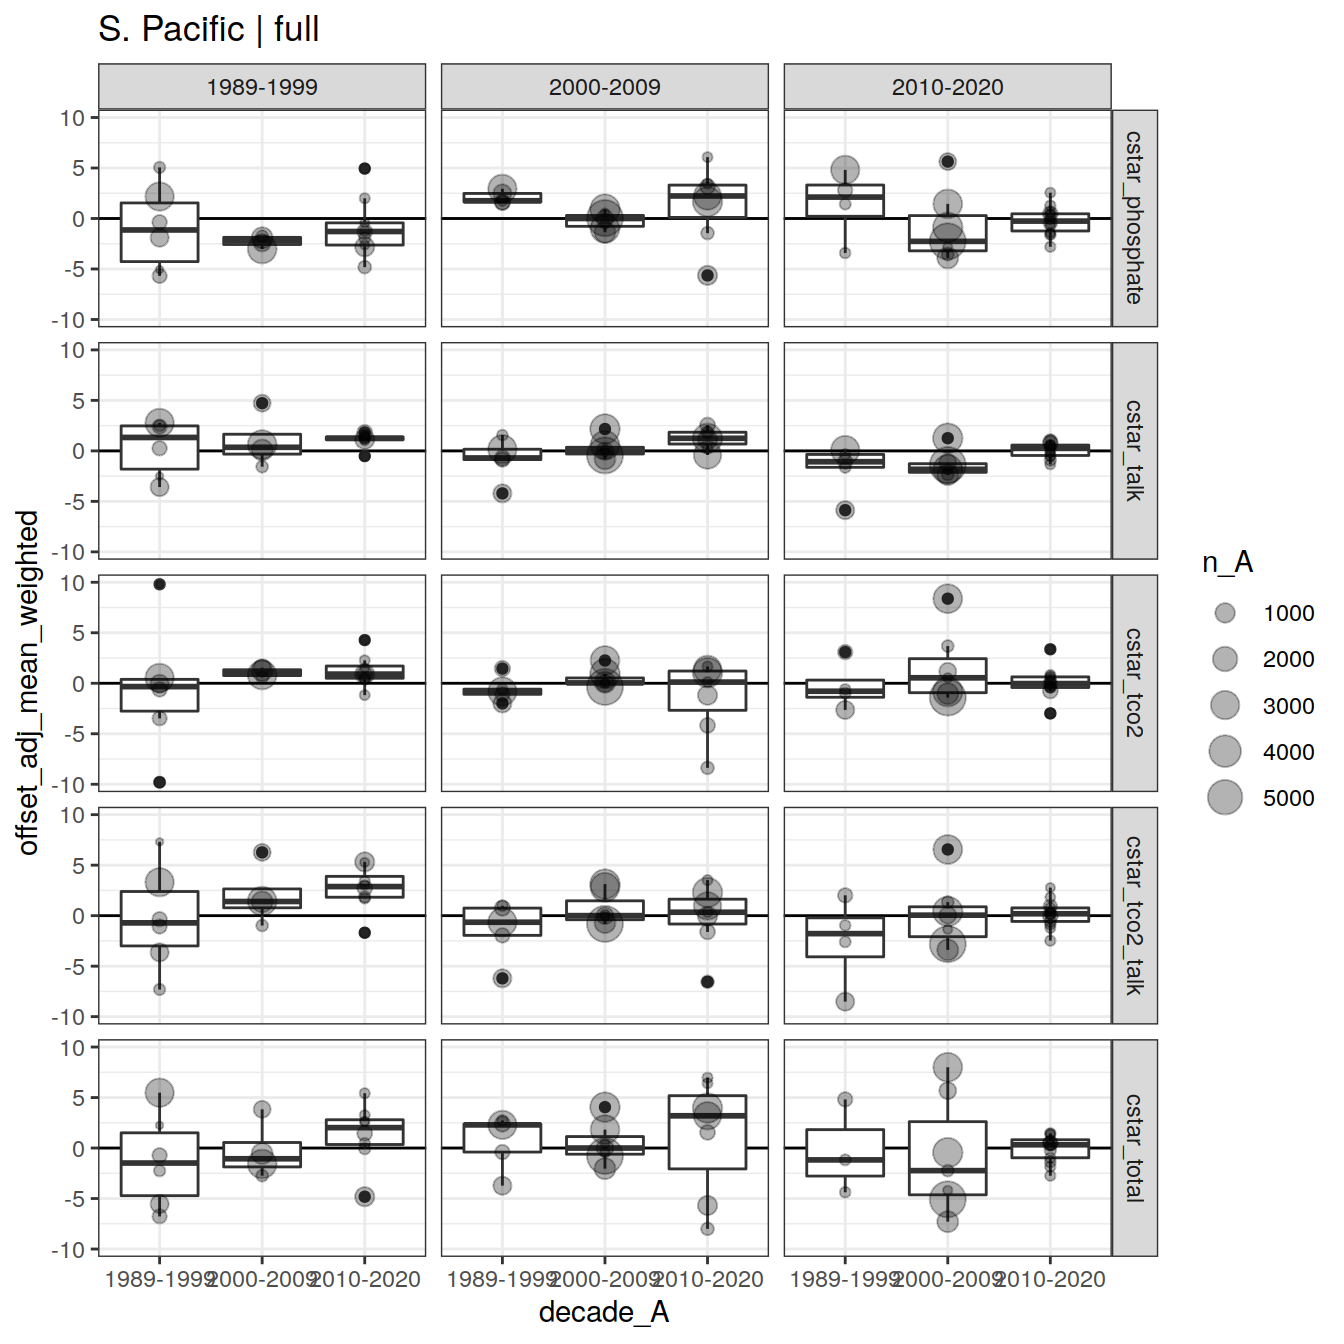 S. Pacific | full
1989-1999 2000-2009 2010-2020
10
5
0
-5
-10
cstar_phosphate
10
5
0
-5
-10
cstar_talk
10
5
0
-5
-10
cstar_tco2
10
5
0
-5
-10
cstar_tco2_talk
10
5
0
-5
-10
cstar_total
offset_adj_mean_weighted
1989-1999 2000-2009 2010-2020 1989-1999 2000-2009 2010-2020 1989-1999 2000-2009 2010-2020
decade_A
n_A
1000
2000
3000
4000
5000